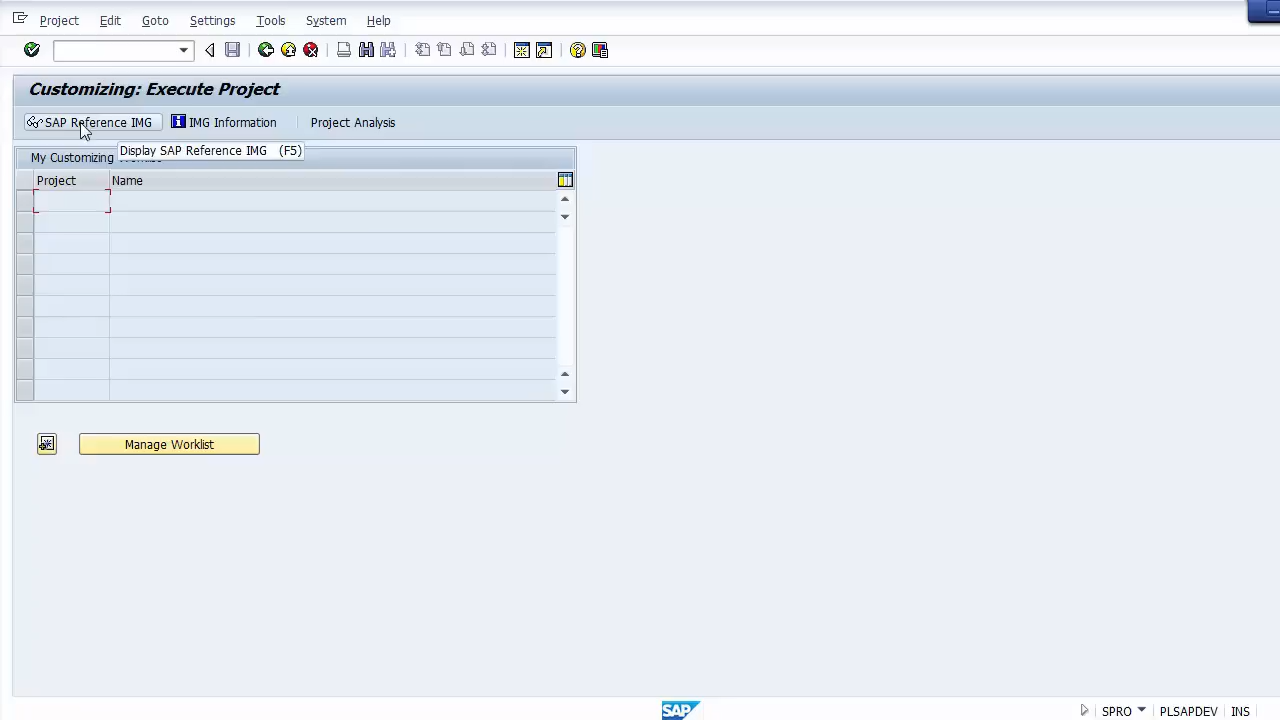 Project Edit Goto Settings Tools System Help
Customizing: Execute Project
SAP Reference IMG IMG Information Project Analysis
Display SAP Reference IMG (F5)
My Customizing
Project Name
Manage Worklist
SAP SPRO PLSAPDEV INS